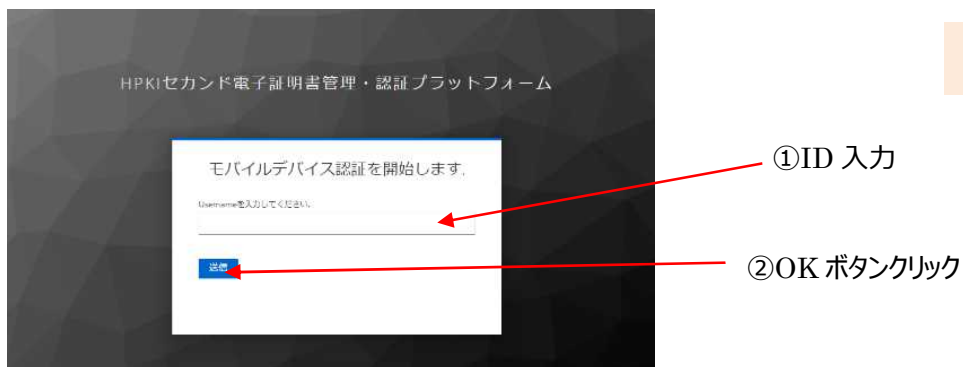 HPKIセカンド電子証明書管理・認証プラットフォーム
モバイルデバイス認証を開始します.
Usernameを入力してください.
送信
①ID 入力
②OK ボタンクリック